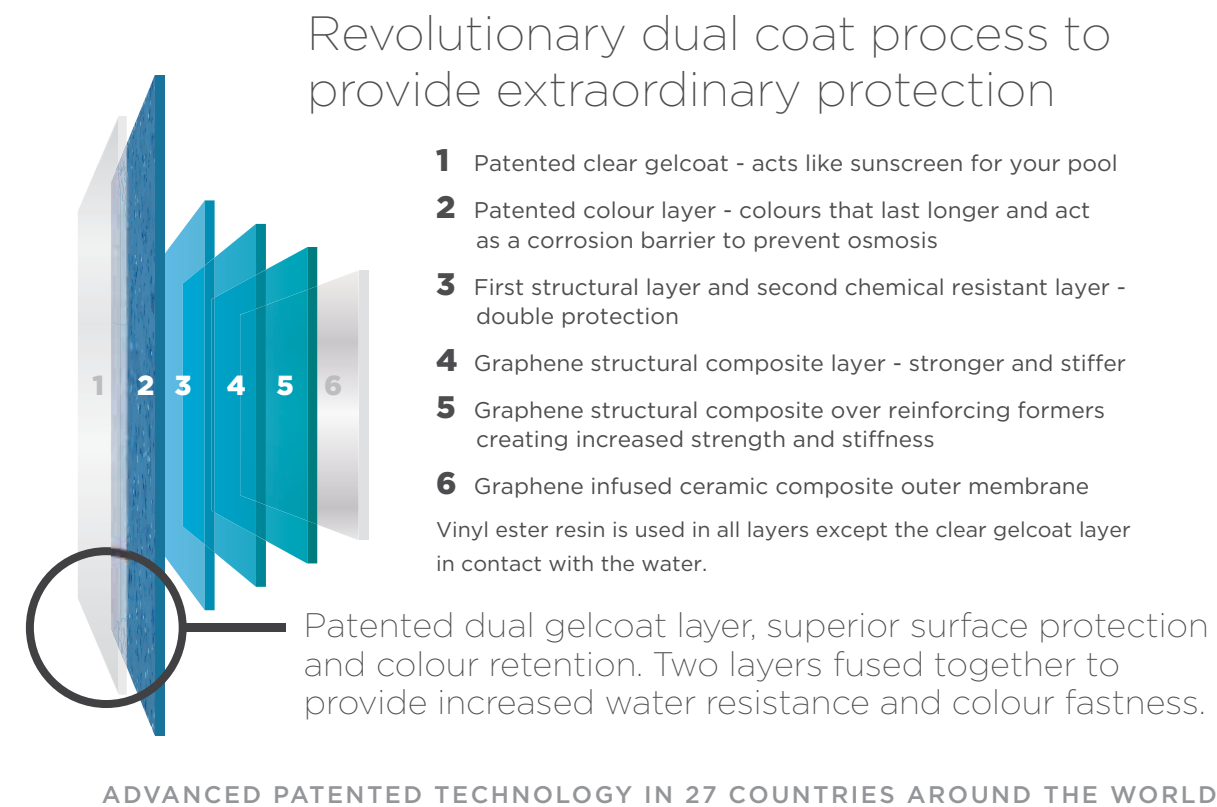 Revolutionary dual coat process to
provide extraordinary protection
1 Patented clear gelcoat - acts like sunscreen for your pool
2 Patented colour layer - colours that last longer and act
as a corrosion barrier to prevent osmosis
3 First structural layer and second chemical resistant layer -
double protection
4 Graphene structural composite layer - stronger and stiffer
5 Graphene structural composite over reinforcing formers
creating increased strength and stiffness
6 Graphene infused ceramic composite outer membrane
Vinyl ester resin is used in all layers except the clear gelcoat layer
in contact with the water.
1 2 3 4 5 6
Patented dual gelcoat layer, superior surface protection
and colour retention. Two layers fused together to
provide increased water resistance and colour fastness.
ADVANCED PATENTED TECHNOLOGY IN 27 COUNTRIES AROUND THE WORLD